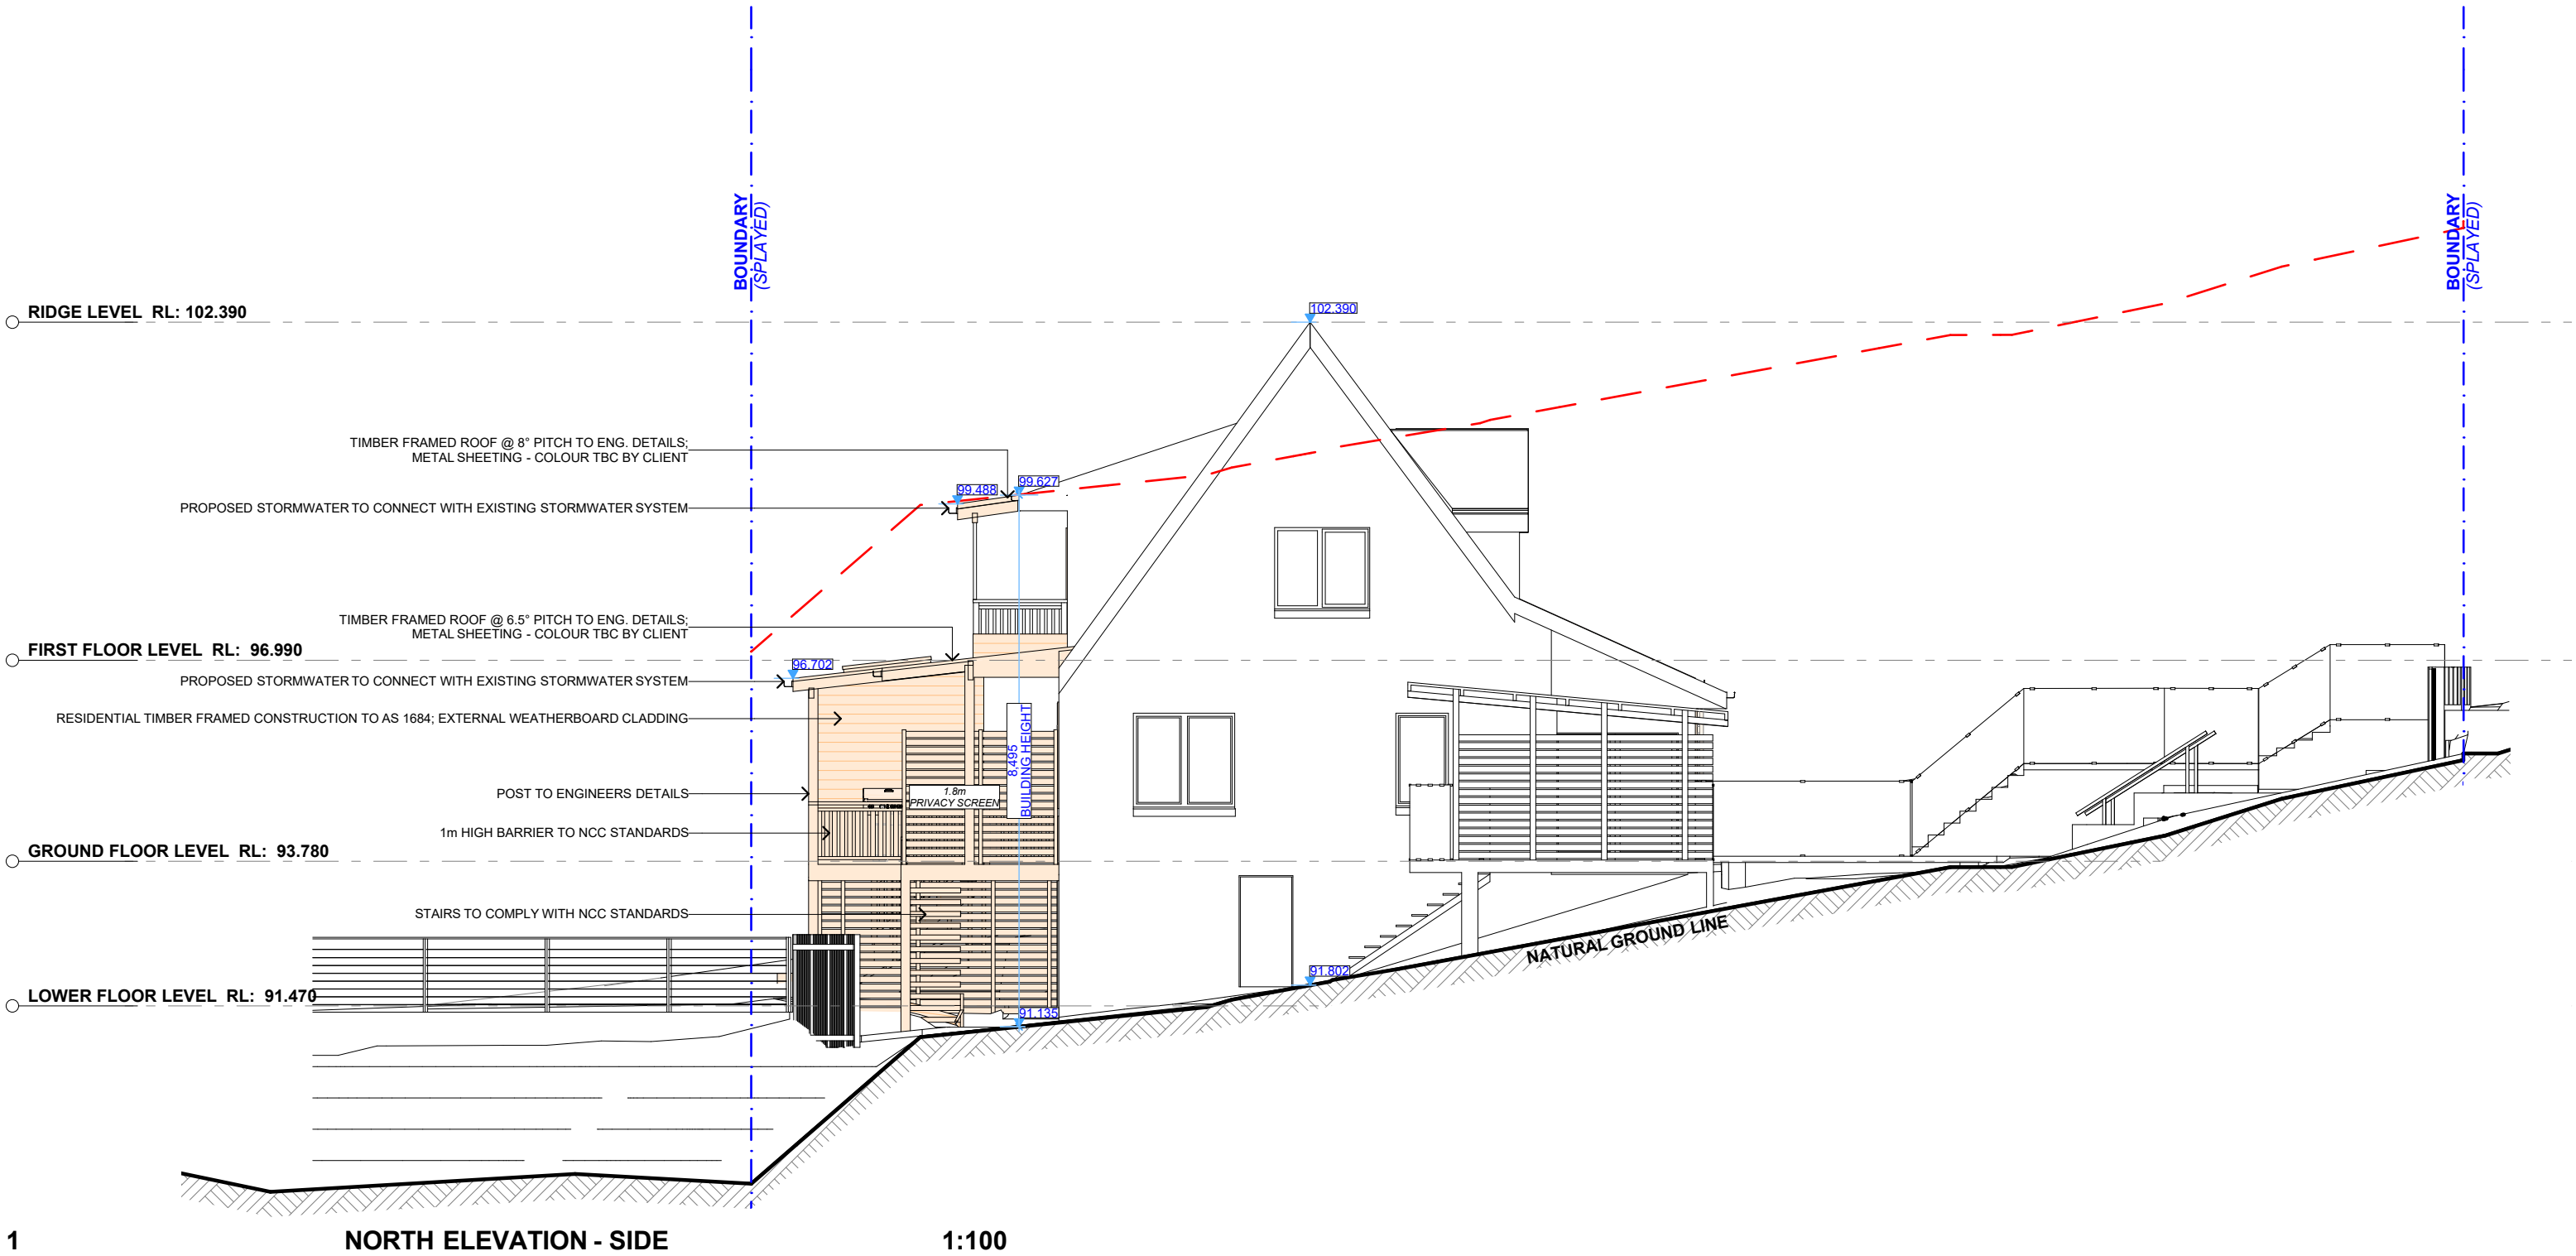 BOUNDARY
(SPLAYED)
BOUNDARY
(SPLAYED)
RIDGE LEVEL RL: 102.390
102.390
TIMBER FRAMED ROOF @ 8° PITCH TO ENG. DETAILS;
METAL SHEETING - COLOUR TBC BY CLIENT
99.488
99.627
PROPOSED STORMWATER TO CONNECT WITH EXISTING STORMWATER SYSTEM
TIMBER FRAMED ROOF @ 6.5° PITCH TO ENG. DETAILS;
METAL SHEETING - COLOUR TBC BY CLIENT
FIRST FLOOR LEVEL RL: 96.990
96.702
PROPOSED STORMWATER TO CONNECT WITH EXISTING STORMWATER SYSTEM
RESIDENTIAL TIMBER FRAMED CONSTRUCTION TO AS 1684; EXTERNAL WEATHERBOARD CLADDING
8,495
BUILDING HEIGHT
POST TO ENGINEERS DETAILS
1.8m
PRIVACY SCREEN
1m HIGH BARRIER TO NCC STANDARDS
GROUND FLOOR LEVEL RL: 93.780
STAIRS TO COMPLY WITH NCC STANDARDS
NATURAL GROUND LINE
91.802
LOWER FLOOR LEVEL RL: 91.470
91.135
1
NORTH ELEVATION - SIDE
1:100